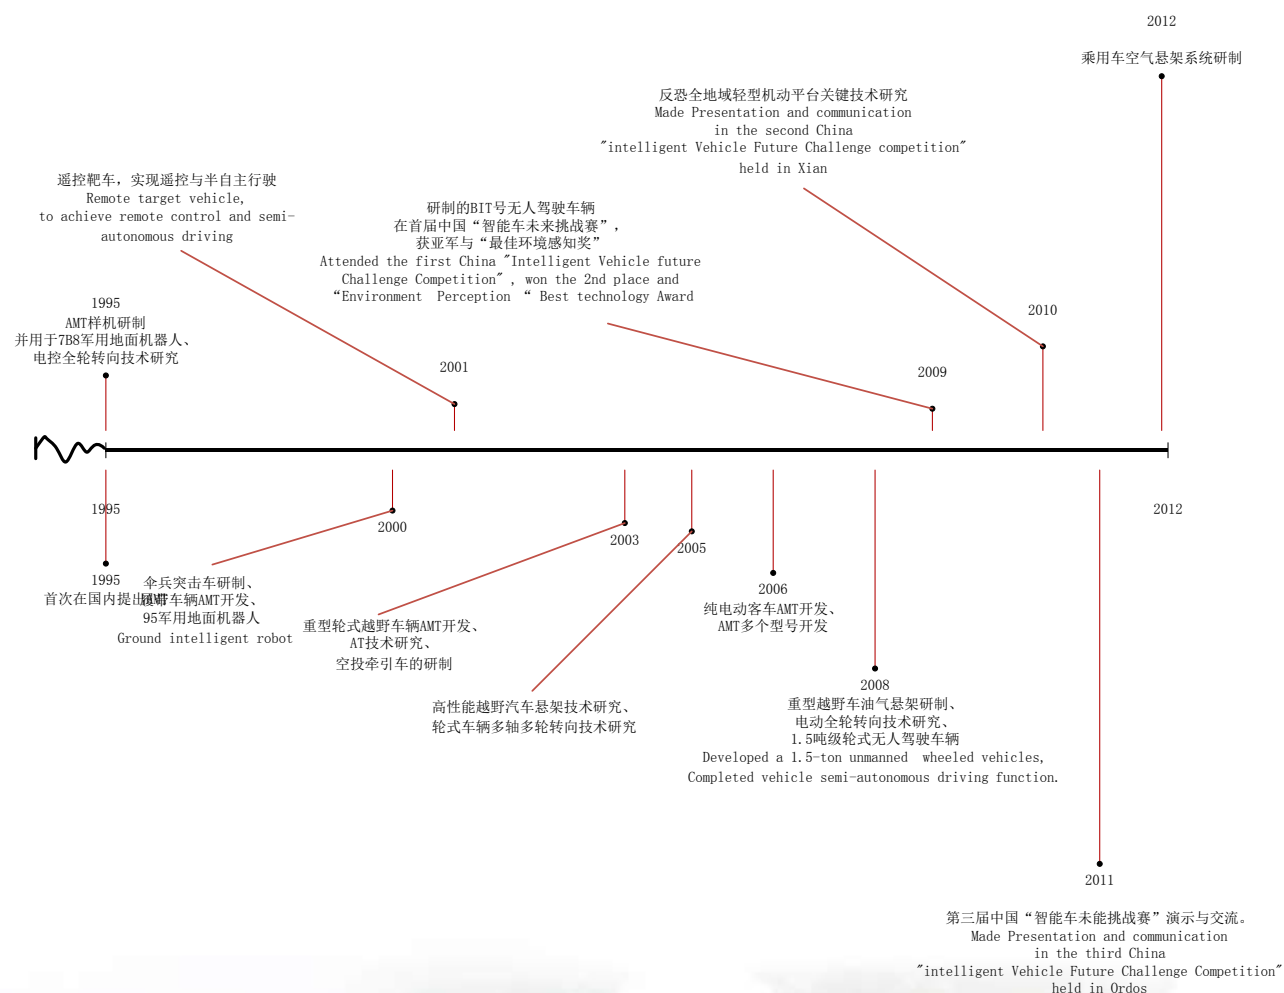 2012
乘用车空气悬架系统研制
反恐全地域轻型机动平台关键技术研究
Made Presentation and communication
in the second China
"intelligent Vehicle Future Challenge competition"
held in Xian
遥控靶车，实现遥控与半自主行驶
Remote target vehicle,
to achieve remote control and semi-
autonomous driving
研制的BIT号无人驾驶车辆
在首届中国“智能车未来挑战赛”，
获亚军与“最佳环境感知奖”
Attended the first China "Intelligent Vehicle future
Challenge Competition" , won the 2nd place and
“Environment Perception “ Best technology Award
1995
AMT样机研制
并用于7B8军用地面机器人、
电控全轮转向技术研究
2010
2001
2009
1995
2012
2000
2003
2005
1995
首次在国内提出AMT
伞兵突击车研制、
履带车辆AMT开发、
95军用地面机器人
Ground intelligent robot
重型轮式越野车辆AMT开发、
AT技术研究、
空投牵引车的研制
2006
纯电动客车AMT开发、
AMT多个型号开发
高性能越野汽车悬架技术研究、
轮式车辆多轴多轮转向技术研究
2008
重型越野车油气悬架研制、
电动全轮转向技术研究、
1.5吨级轮式无人驾驶车辆
Developed a 1.5-ton unmanned wheeled vehicles,
Completed vehicle semi-autonomous driving function.
2011
第三届中国“智能车未能挑战赛”演示与交流。
Made Presentation and communication
in the third China
"intelligent Vehicle Future Challenge Competition"
held in Ordos